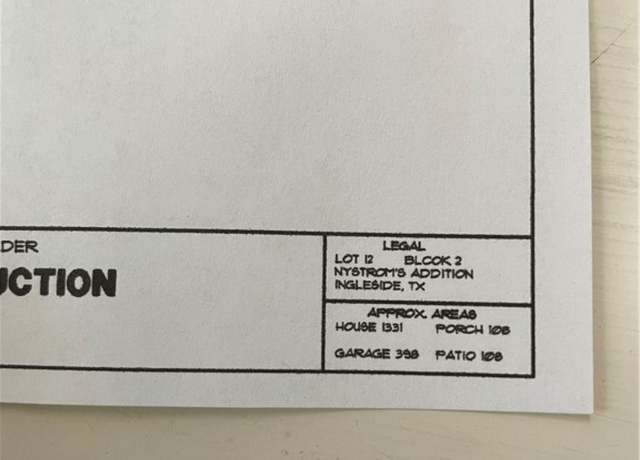 DER
UCTION
LEGAL
LOT 12 BLCOK 2
NYSTROM'S ADDITION
INGLESIDE, TX
APPROX. AREAS
HOUSE 1331 PORCH 108
GARAGE 398 PATIO 108